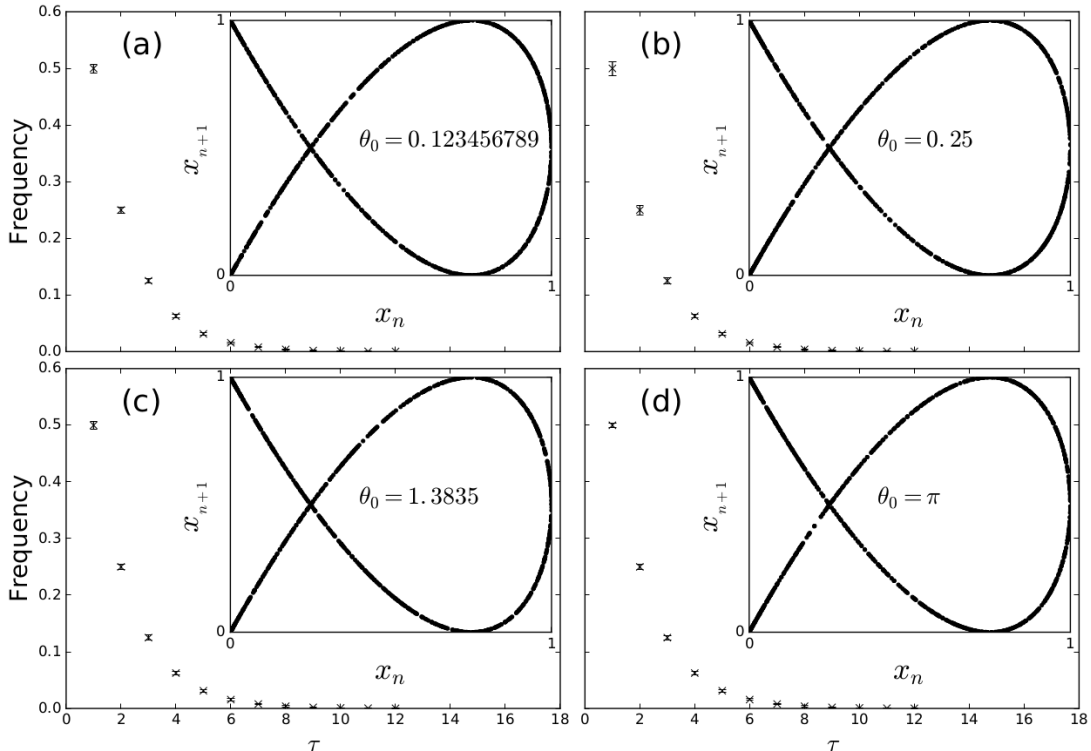 0.6
0.5
0.4
0.3
0.2
0.1
0.0
Frequency
(a)
1
x_{n+1}
θ₀ = 0.123456789
0
0
1
x_n
(b)
1
x_{n+1}
θ₀ = 0.25
0
0
1
x_n
0.6
0.5
0.4
0.3
0.2
0.1
0.0
Frequency
(c)
1
x_{n+1}
θ₀ = 1.3835
0
0
1
x_n
0 2 4 6 8 10 12 14 16 18
τ
(d)
1
x_{n+1}
θ₀ = π
0
0
1
x_n
0 2 4 6 8 10 12 14 16 18
τ